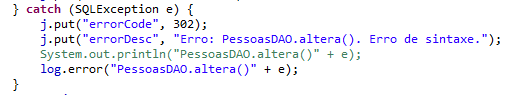 } catch (SQLException e) {
j.put("errorCode", 302);
j.put("errorDesc", "Erro: PessoasDAO.altera(). Erro de sintaxe.");
System.out.println("PessoasDAO.altera()" + e);
log.error("PessoasDAO.altera()" + e);
}